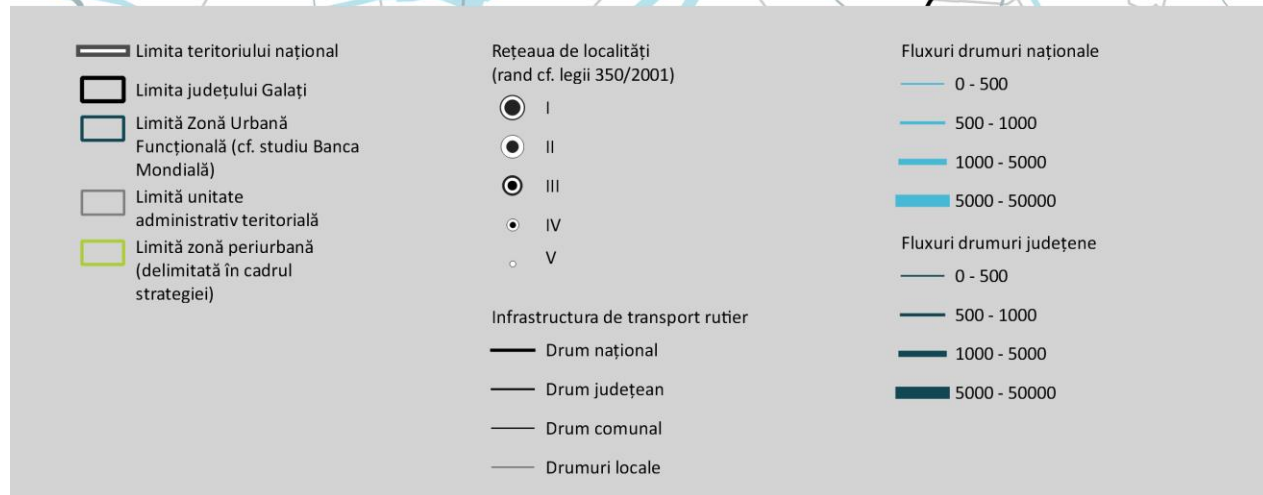 Limita teritoriului național
Limita județului Galați
Limită Zonă Urbană
Funcțională (cf. studiu Banca
Mondială)
Limită unitate
administrativ teritorială
Limită zonă periurbană
(delimitată în cadrul
strategiei)
Rețeaua de localități
(rand cf. legii 350/2001)
I
II
III
IV
V
Infrastructura de transport rutier
Drum național
Drum județean
Drum comunal
Drumuri locale
Fluxuri drumuri naționale
0 - 500
500 - 1000
1000 - 5000
5000 - 50000
Fluxuri drumuri județene
0 - 500
500 - 1000
1000 - 5000
5000 - 50000